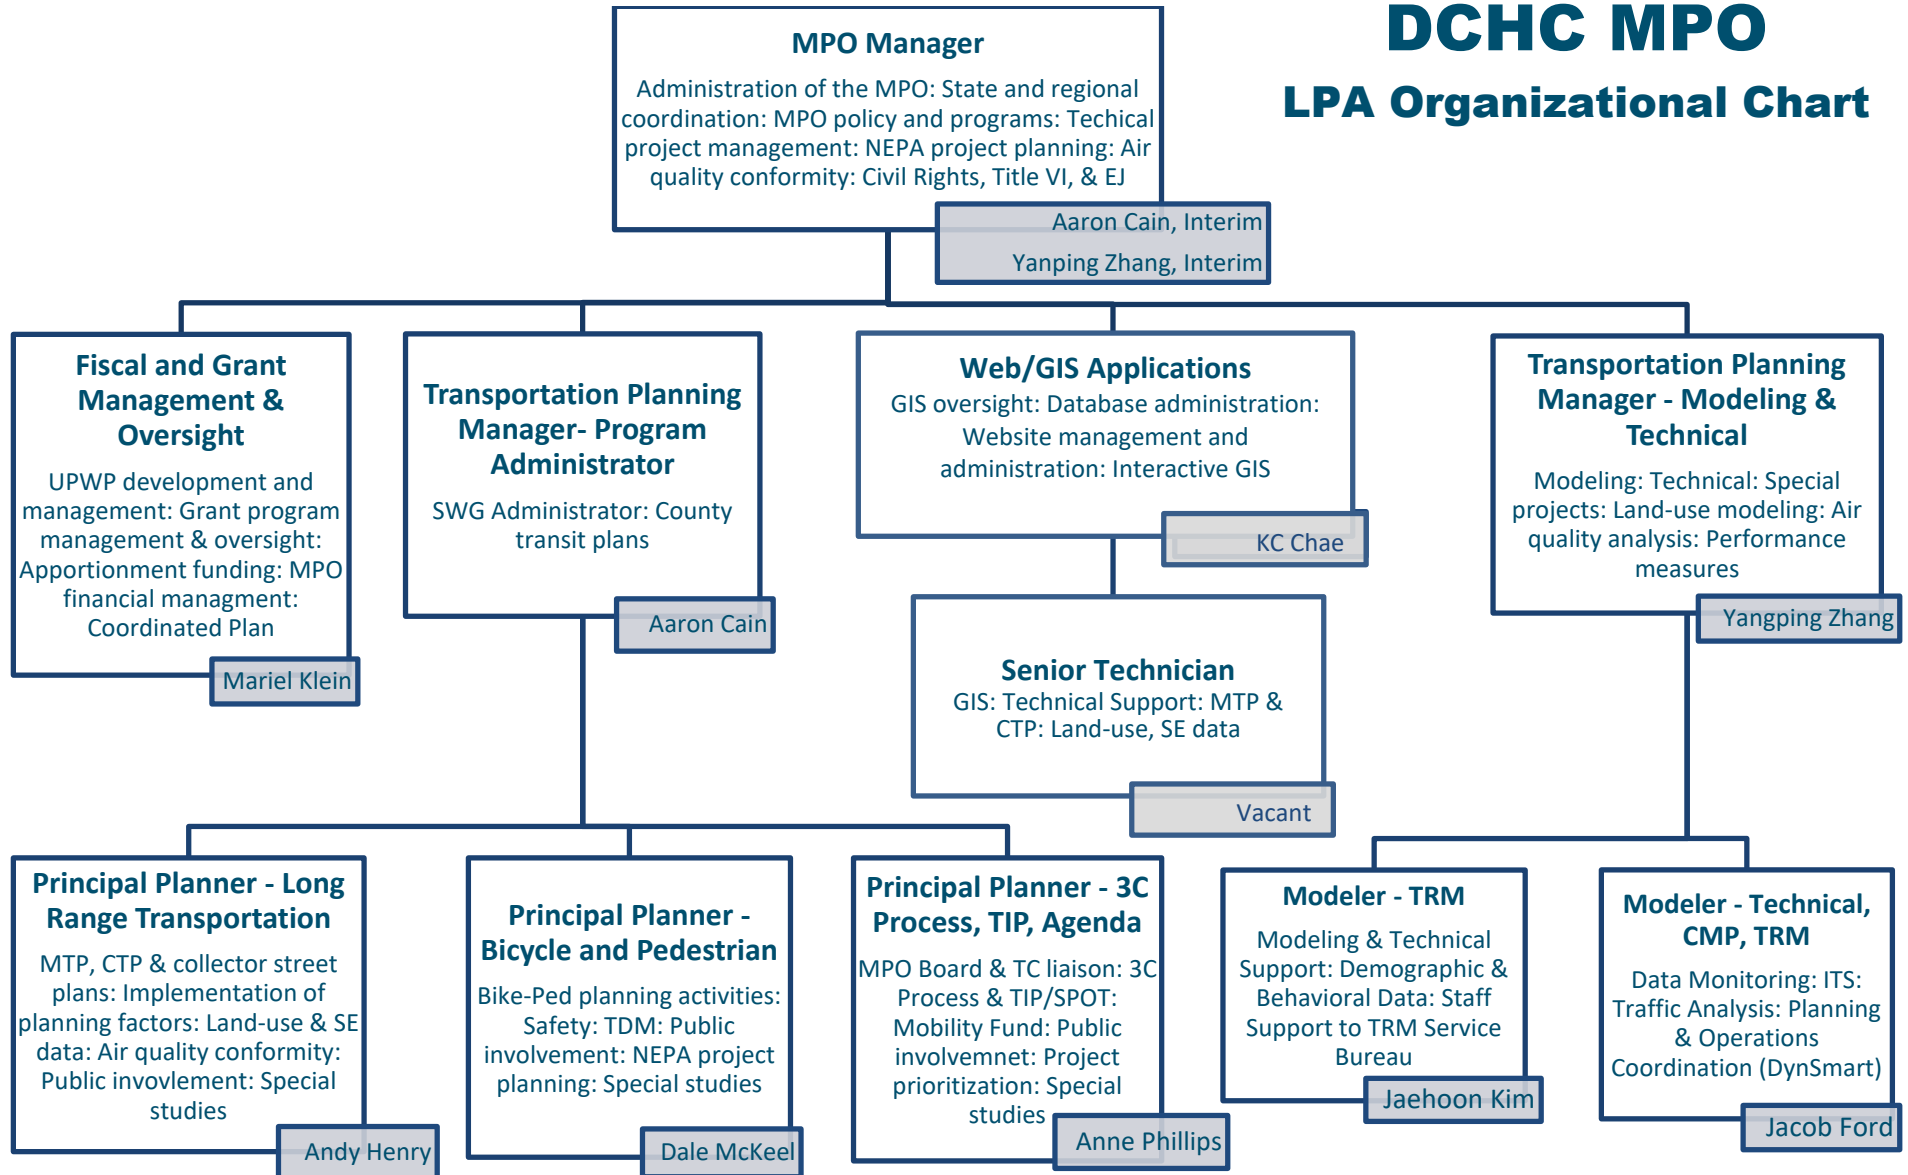 DCHC MPO
LPA Organizational Chart
MPO Manager
Administration of the MPO: State and regional
coordination: MPO policy and programs: Techical
project management: NEPA project planning: Air
quality conformity: Civil Rights, Title VI, & EJ
Aaron Cain, Interim
Yanping Zhang, Interim
Fiscal and Grant
Management &
Oversight
UPWP development and
management: Grant program
management & oversight:
Apportionment funding: MPO
financial managment:
Coordinated Plan
Mariel Klein
Transportation Planning
Manager- Program
Administrator
SWG Administrator: County
transit plans
Aaron Cain
Web/GIS Applications
GIS oversight: Database administration:
Website management and
administration: Interactive GIS
KC Chae
Transportation Planning
Manager - Modeling &
Technical
Modeling: Technical: Special
projects: Land-use modeling: Air
quality analysis: Performance
measures
Yangping Zhang
Senior Technician
GIS: Technical Support: MTP &
CTP: Land-use, SE data
Vacant
Principal Planner - Long
Range Transportation
MTP, CTP & collector street
plans: Implementation of
planning factors: Land-use & SE
data: Air quality conformity:
Public invovlement: Special
studies
Andy Henry
Principal Planner -
Bicycle and Pedestrian
Bike-Ped planning activities:
Safety: TDM: Public
involvement: NEPA project
planning: Special studies
Dale McKeel
Principal Planner - 3C
Process, TIP, Agenda
MPO Board & TC liaison: 3C
Process & TIP/SPOT:
Mobility Fund: Public
involvemnet: Project
prioritization: Special
studies
Anne Phillips
Modeler - TRM
Modeling & Technical
Support: Demographic &
Behavioral Data: Staff
Support to TRM Service
Bureau
Jaehoon Kim
Modeler - Technical,
CMP, TRM
Data Monitoring: ITS:
Traffic Analysis: Planning
& Operations
Coordination (DynSmart)
Jacob Ford